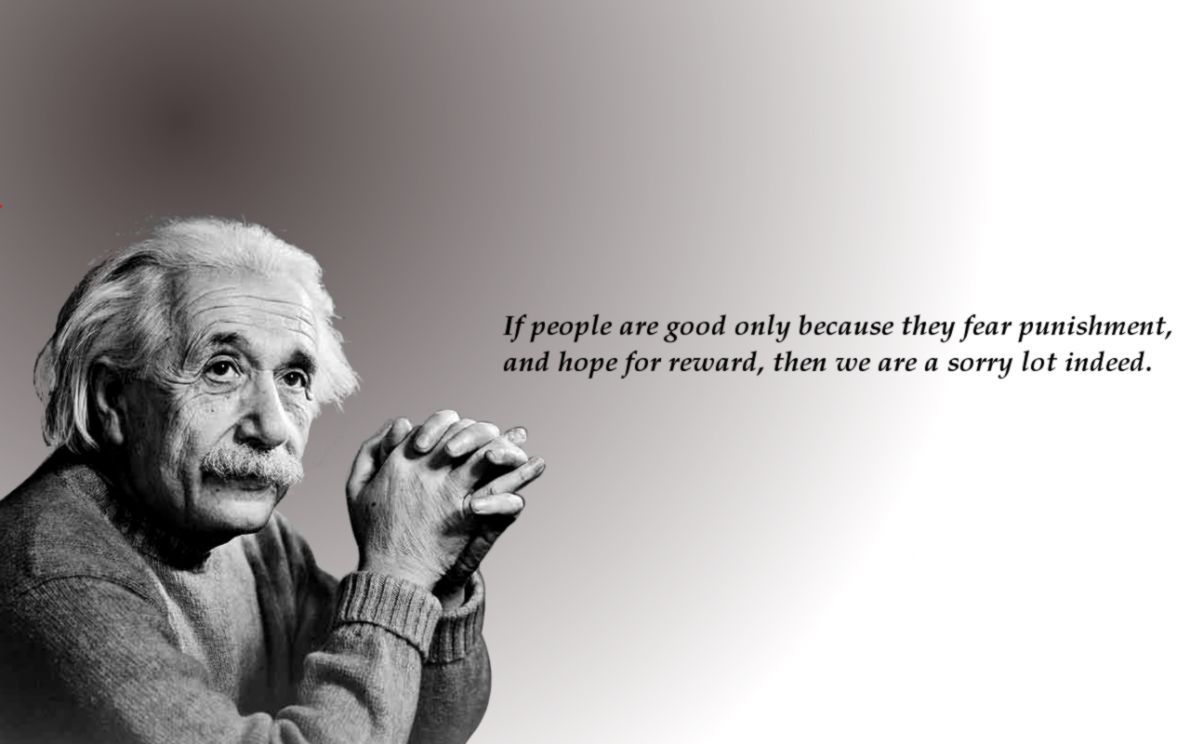 If people are good only because they fear punishment,
and hope for reward, then we are a sorry lot indeed.